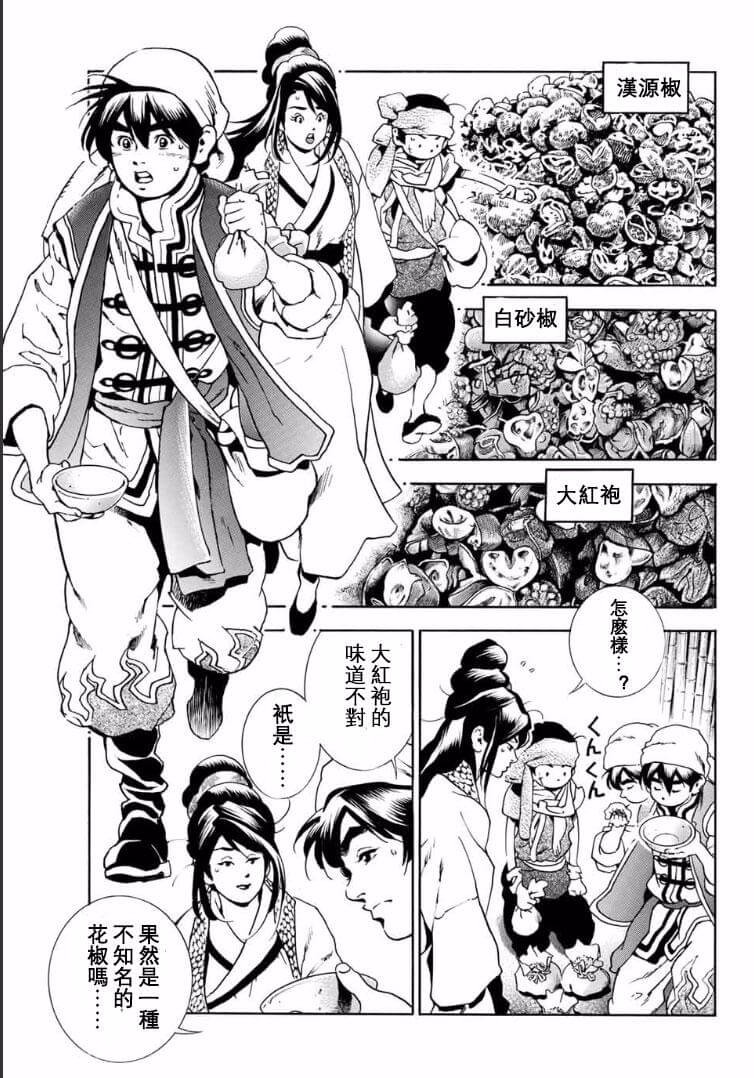 漢源椒
白砂椒
大紅袍
怎麼樣…?
くんくん
大紅袍的
味道不對
衹是……
果然是一種
不知名的
花椒嗎……